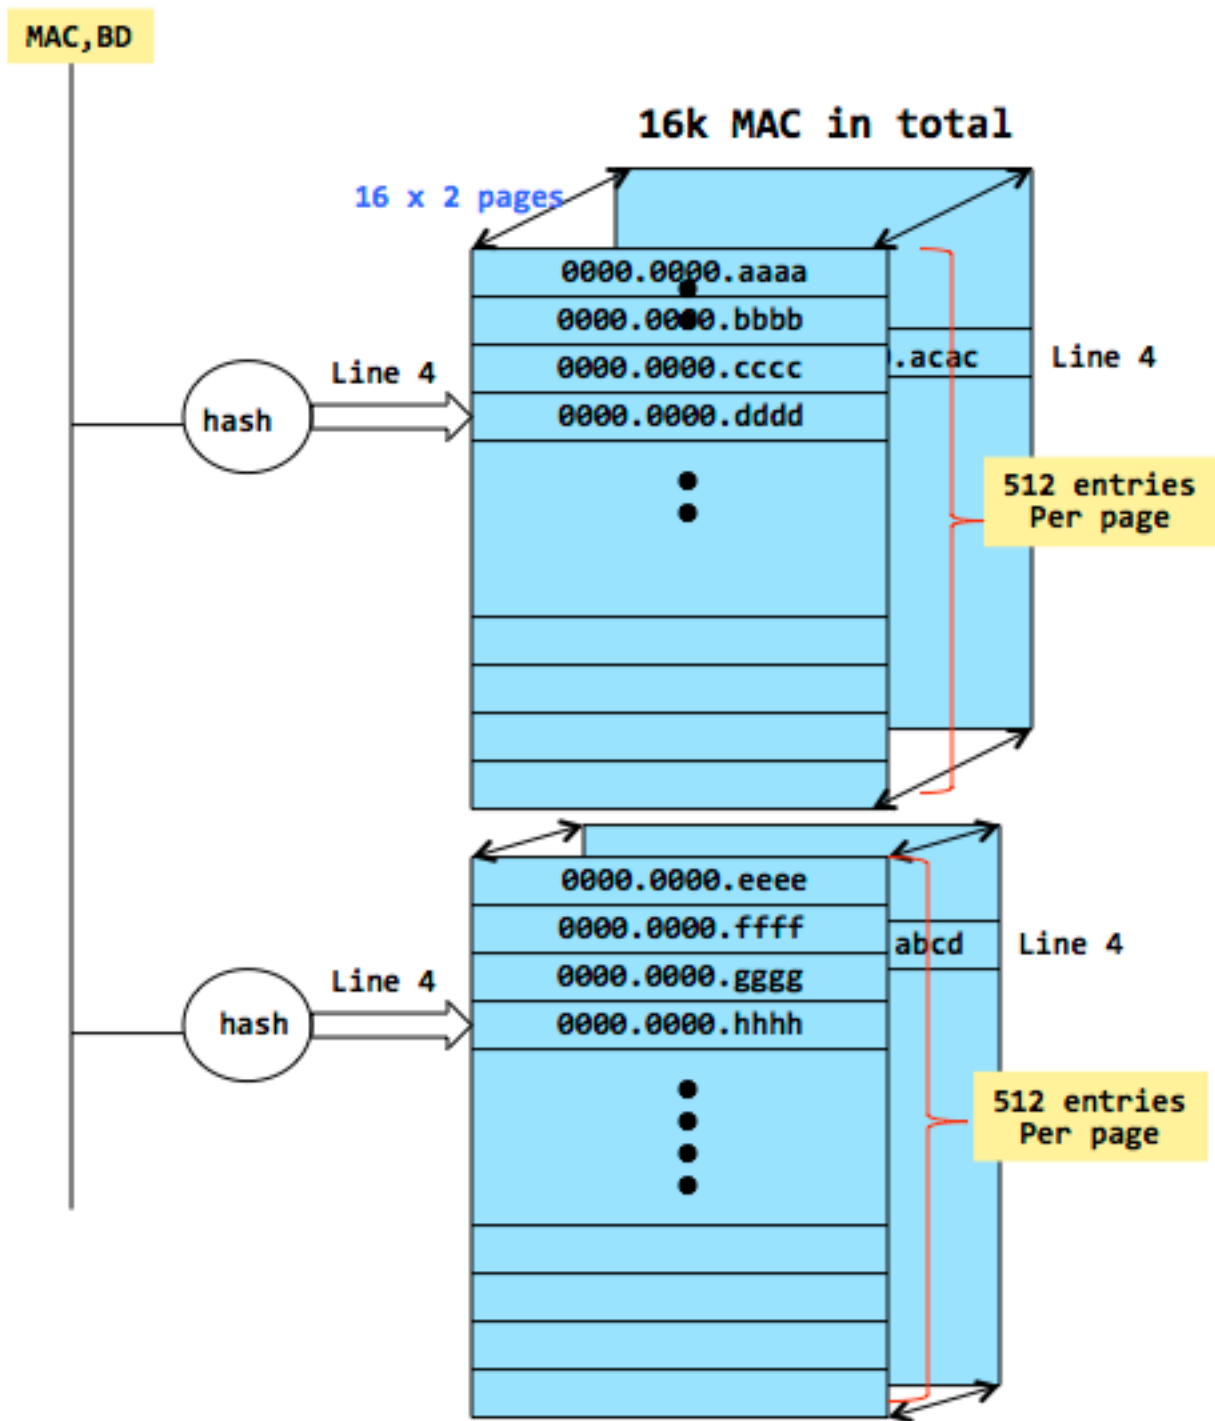 MAC,BD
16k MAC in total
16 x 2 pages
0000.0000.aaaa
0000.0000.bbbb
0000.0000.cccc
.acac
Line 4
Line 4
hash
0000.0000.dddd
512 entries
Per page
0000.0000.eeee
0000.0000.ffff
abcd
Line 4
0000.0000.gggg
Line 4
hash
0000.0000.hhhh
512 entries
Per page